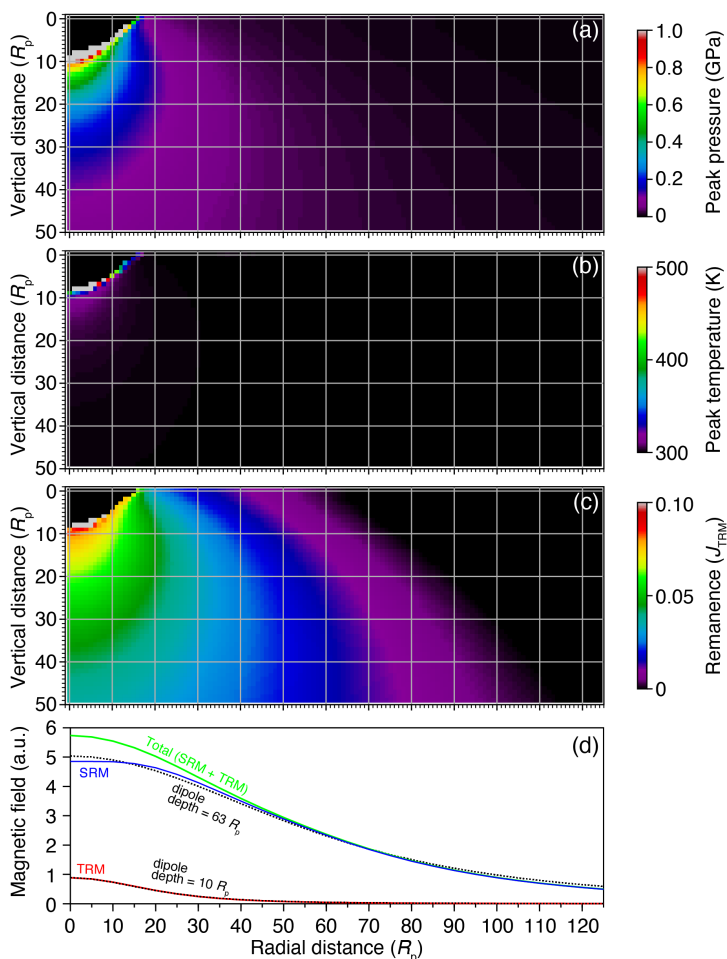 (a)
0
10
20
30
40
50
Vertical distance (Rp)
1.0
0.8
0.6
0.4
0.2
0
Peak pressure (GPa)
(b)
0
10
20
30
40
50
Vertical distance (Rp)
500
400
300
Peak temperature (K)
(c)
0
10
20
30
40
50
Vertical distance (Rp)
0.10
0.05
0
Remanence (JTRM)
(d)
6
5
4
3
2
1
0
Magnetic field (a.u.)
Total (SRM + TRM)
SRM
dipole
depth = 63 Rp
TRM
dipole
depth = 10 Rp
0 10 20 30 40 50 60 70 80 90 100 110 120
Radial distance (Rp)